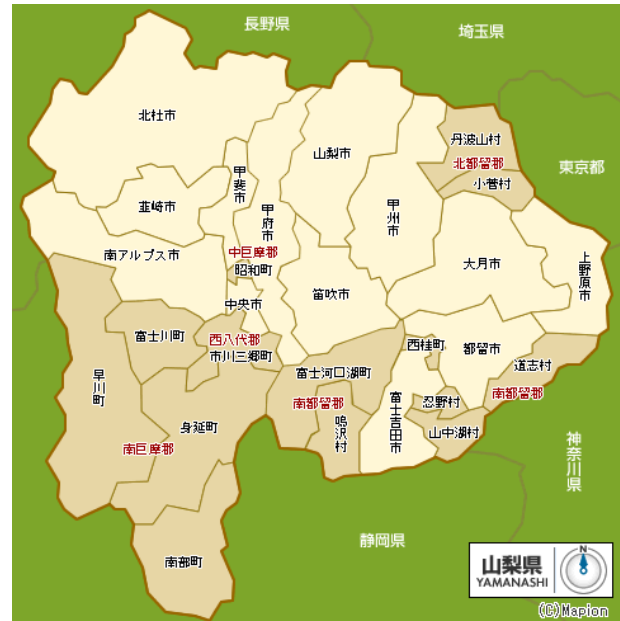 長野県
埼玉県
北杜市
丹波山村
山梨市
北都留郡
東京都
甲斐市
小菅村
韮崎市
甲府市
甲州市
中巨摩郡
南アルプス市
昭和町
大月市
上野原市
笛吹市
中央市
富士川町
西八代郡
西桂町
都留市
市川三郷町
道志村
早川町
富士河口湖町
南都留郡
忍野村
南都留郡
富士吉田市
鳴沢村
身延町
山中湖村
南巨摩郡
神奈川県
静岡県
南部町
山梨県
YAMANASHI
N
(C)Mapion